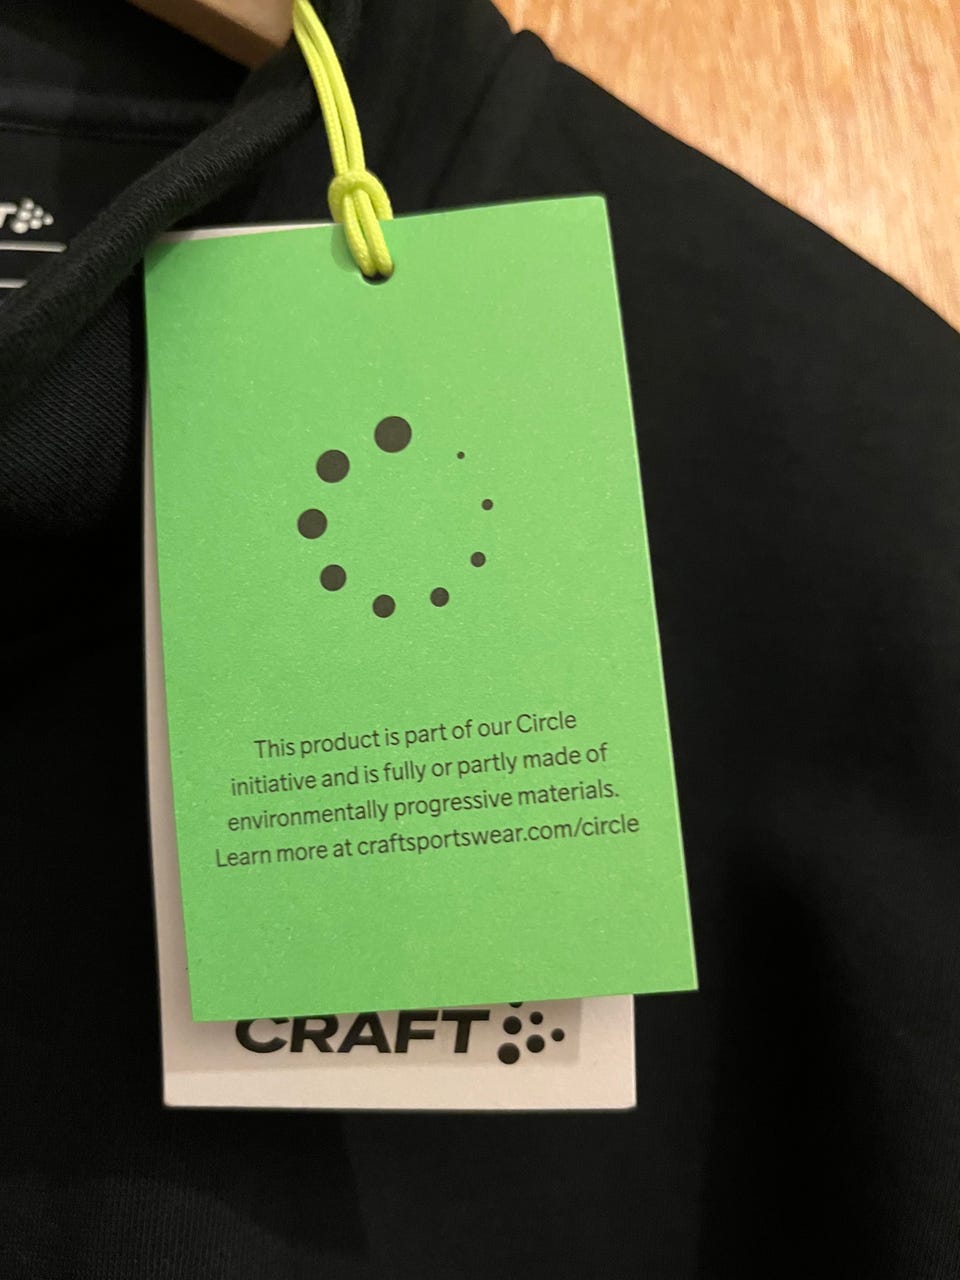 This product is part of our Circle
initiative and is fully or partly made of
environmentally progressive materials.
Learn more at craftsportswear.com/circle
CRAFT